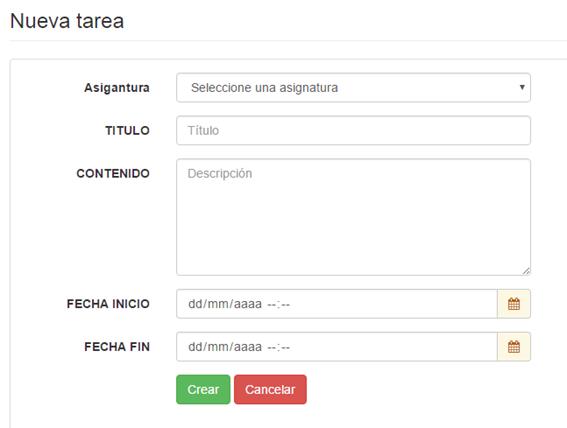 Nueva tarea
Asigantura Seleccione una asignatura
TITULO Título
CONTENIDO Descripción
FECHA INICIO dd/mm/aaaa --:--
FECHA FIN dd/mm/aaaa --:--
Crear Cancelar